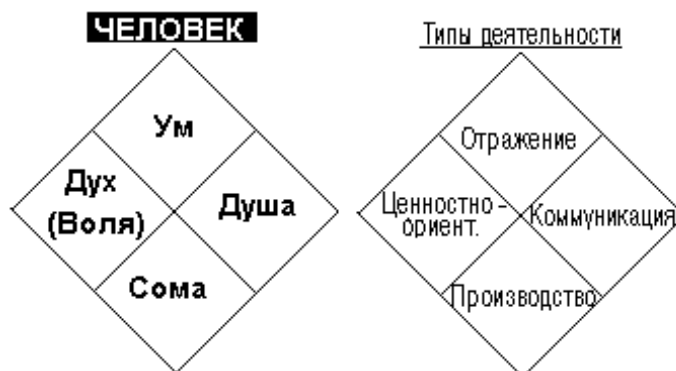 ЧЕЛОВЕК
Ум
Дух
(Воля)
Душа
Сома
Типы деятельности
Отражение
Ценностно-
ориент.
Коммуникация
Производство